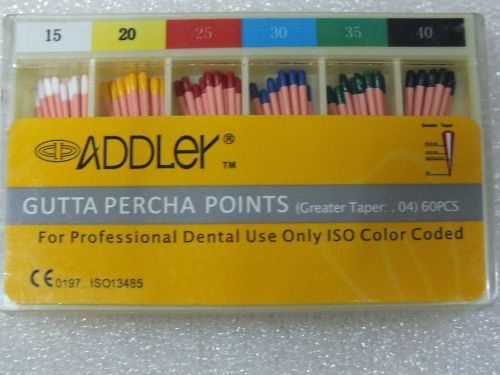 15 20 25 30 35 40
ADDLER ® TM
Greater Taper
GUTTA PERCHA POINTS (Greater Taper: . 04) 60PCS
For Professional Dental Use Only ISO Color Coded
CE 0197 ISO13485